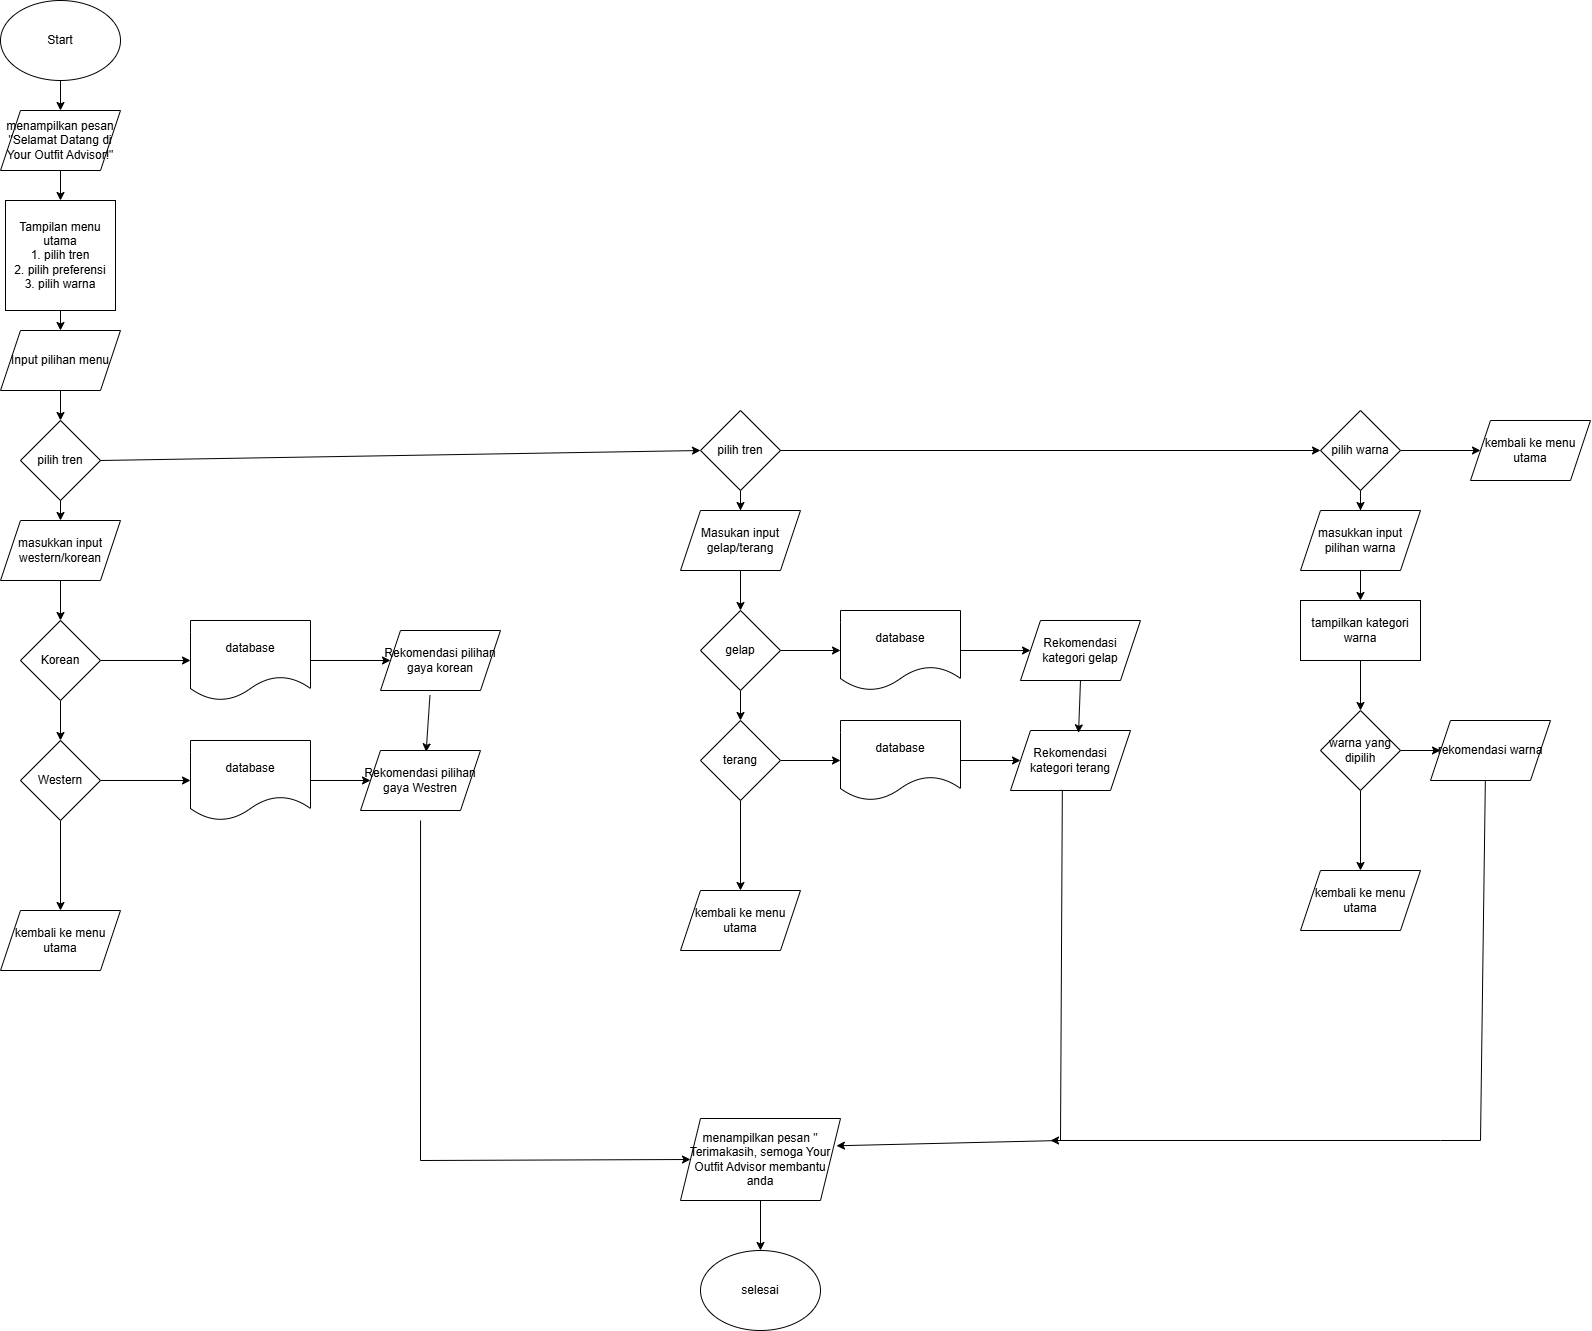 Start
menampilkan pesan
"Selamat Datang di
Your Outfit Advisor!"
Tampilan menu
utama
1. pilih tren
2. pilih preferensi
3. pilih warna
Input pilihan menu
pilih tren
pilih tren
pilih warna
kembali ke menu
utama
masukkan input
western/korean
Masukan input
gelap/terang
masukkan input
pilihan warna
Korean
database
Rekomendasi pilihan
gaya korean
gelap
database
Rekomendasi
kategori gelap
tampilkan kategori
warna
Western
database
Rekomendasi pilihan
gaya Westren
terang
database
Rekomendasi
kategori terang
warna yang
dipilih
rekomendasi warna
kembali ke menu
utama
kembali ke menu
utama
kembali ke menu
utama
menampilkan pesan "
Terimakasih, semoga Your
Outfit Advisor membantu
anda
selesai